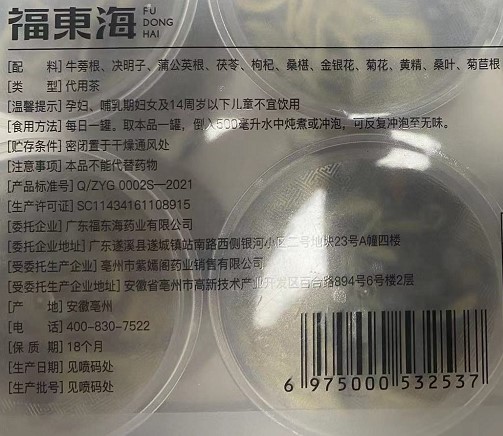 福東海 FU
DONG
HAI
[配 料] 牛旁根、决明子、蒲公英根、茯苓、枸杞、桑椹、金银花、菊花、黄精、桑叶、菊苣根
[类 型] 代用茶
[温馨提示] 孕妇、哺乳期妇女及14周岁以下儿童不宜饮用
[食用方法] 每日一罐。取本品一罐，倒入500毫升水中炖煮或冲泡，可反复冲泡至无味。
[贮存条件] 密闭置于干燥通风处
[注意事项] 本品不能代替药物
[产品标准号] Q/ZYG 0002S—2021
[生产许可证] SC11434161108915
[委托企业] 广东福东海药业有限公司
[委托企业地址] 广东遂溪县遂城镇站南路西侧银河小区二号地块23号A幢四楼
[受委托生产企业] 亳州市紫嫣阁药业销售有限公司
[受委托生产企业地址] 安徽省亳州市高新技术产业开发区百合路894号6号楼2层
[产 地] 安徽亳州
[电 话] 400-830-7522
[保 质 期] 18个月
[生产日期] 见喷码处
[生产批号] 见喷码处
6 975000 532537